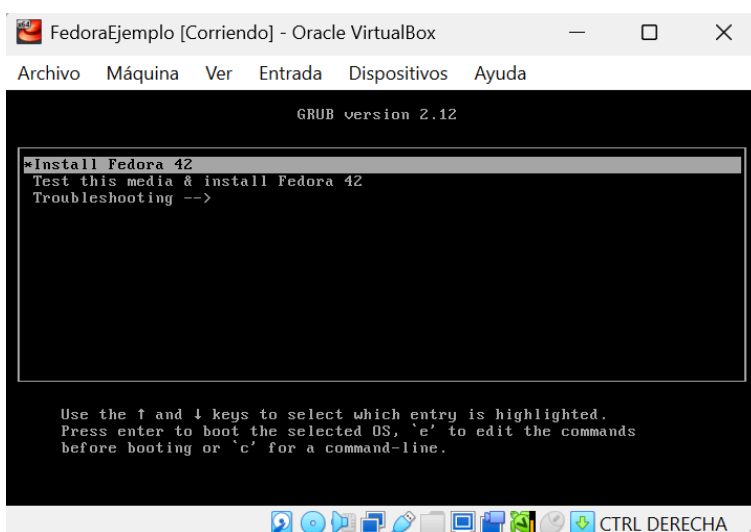 FedoraEjemplo [Corriendo] - Oracle VirtualBox
Archivo Máquina Ver Entrada Dispositivos Ayuda
GRUB version 2.12
*Install Fedora 42
Test this media & install Fedora 42
Troubleshooting -->
Use the ↑ and ↓ keys to select which entry is highlighted.
Press enter to boot the selected OS, `e' to edit the commands
before booting or `c' for a command-line.
CTRL DERECHA